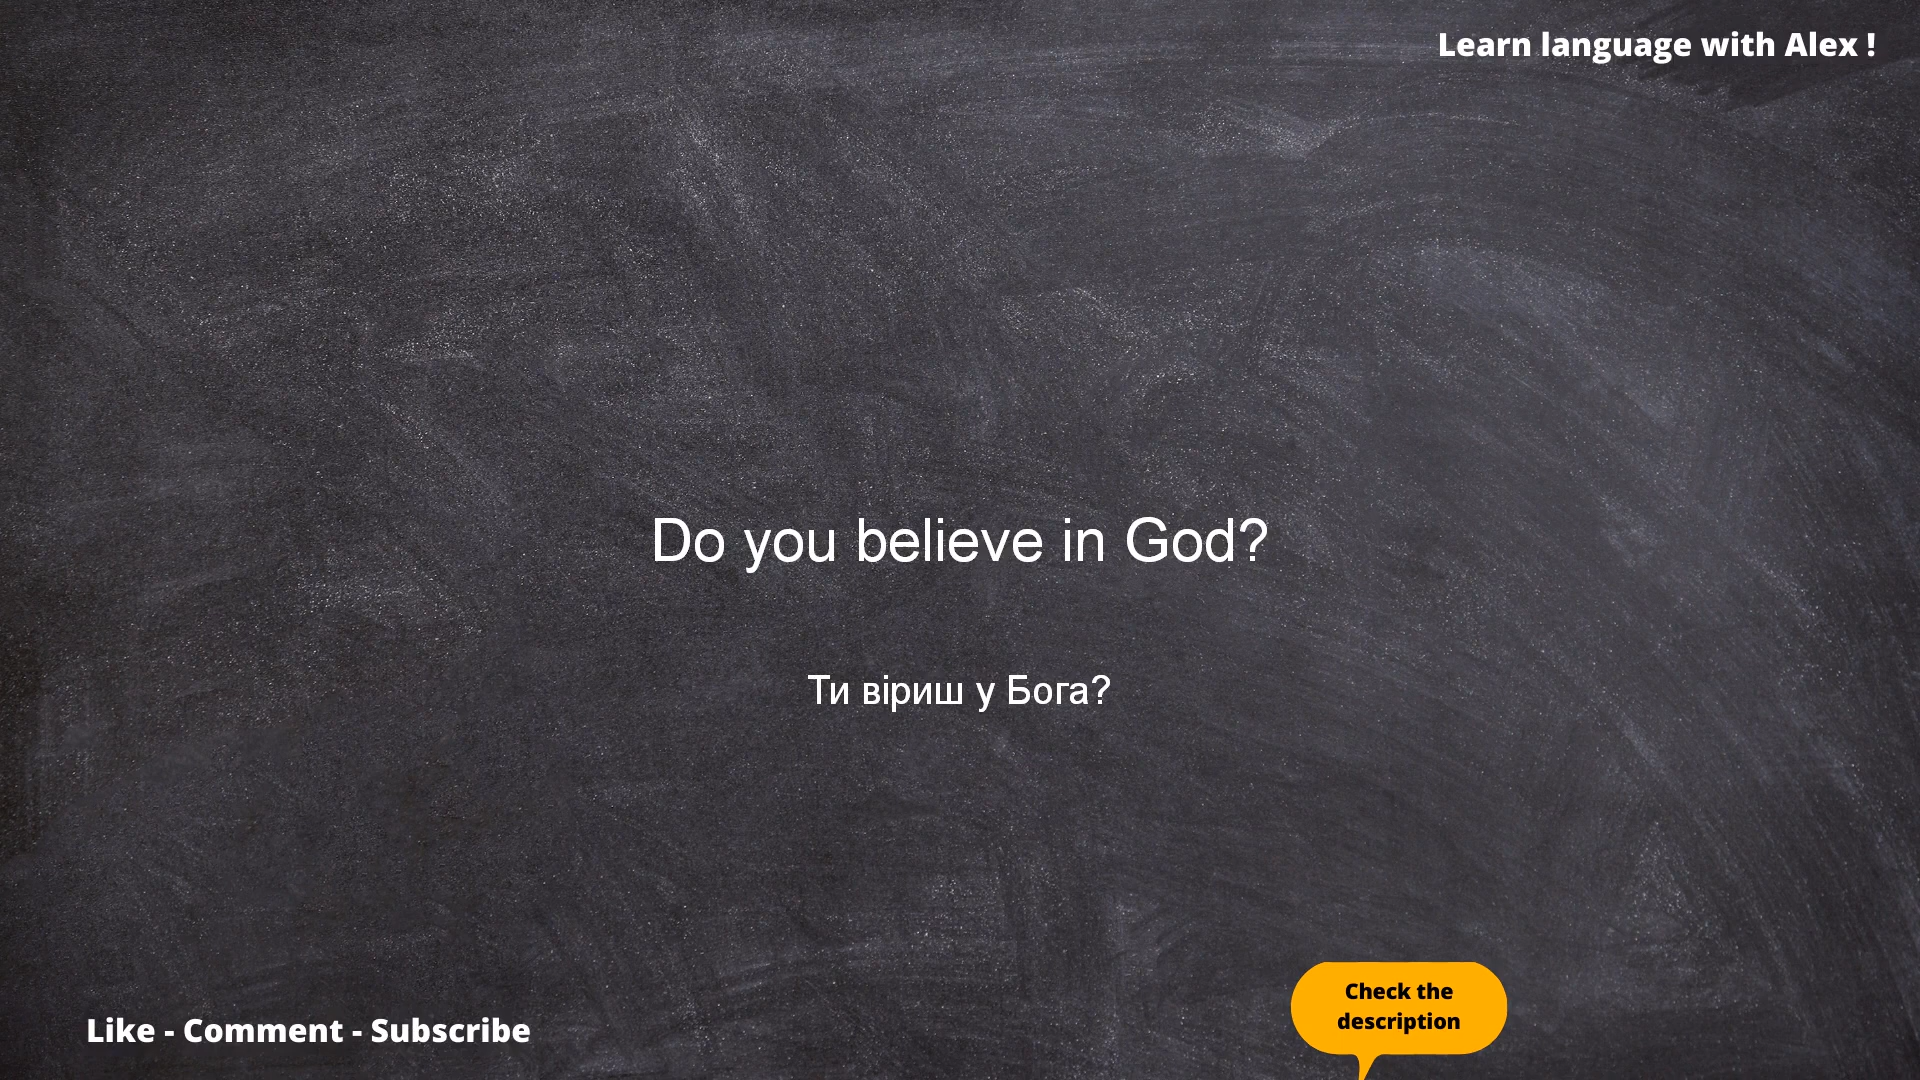 Learn language with Alex !
Do you believe in God?
Ти віриш у Бога?
Check the
description
Like - Comment - Subscribe